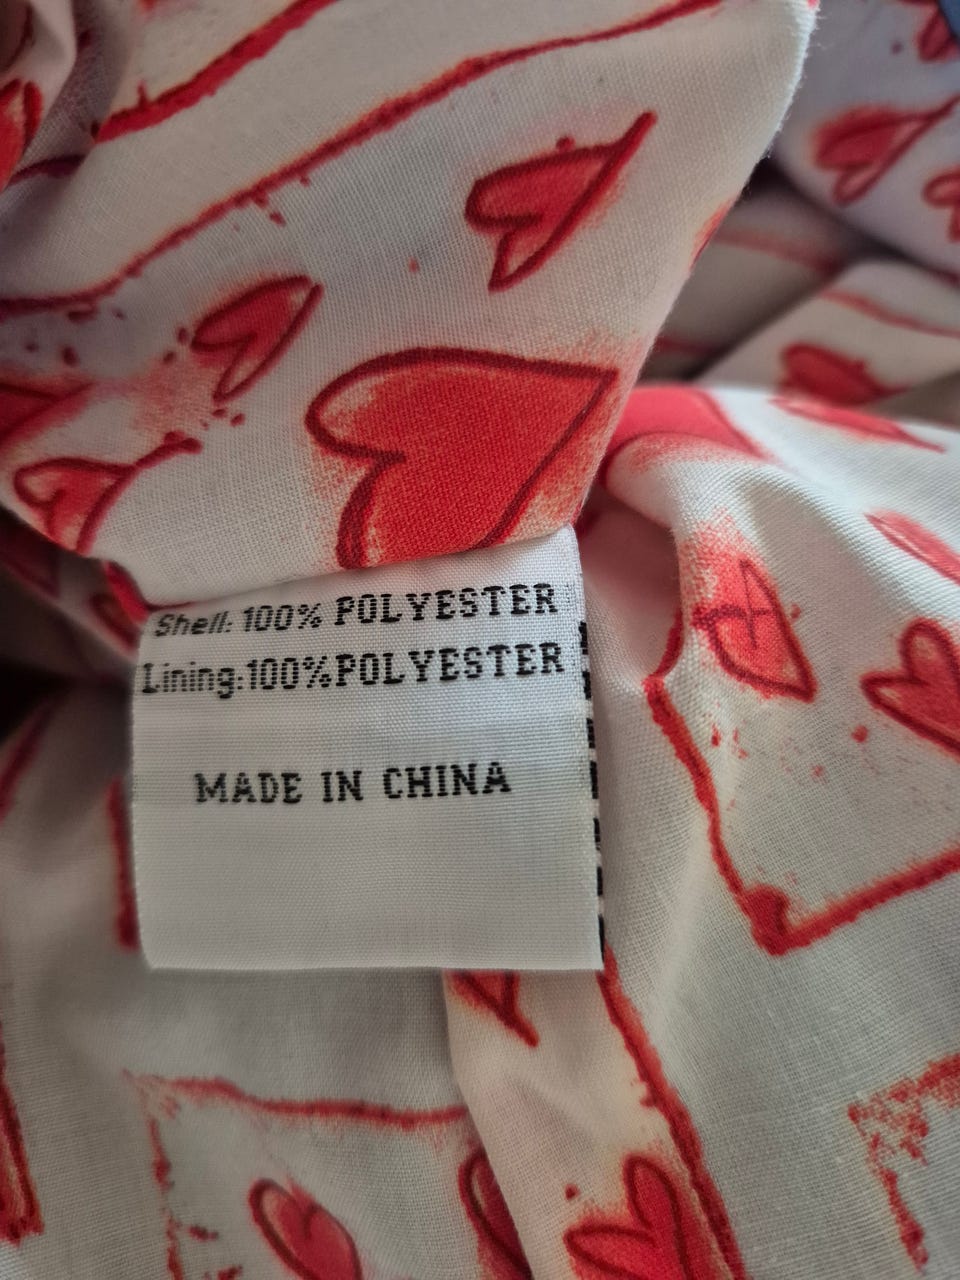 Shell: 100% POLYESTER
Lining:100%POLYESTER
MADE IN CHINA